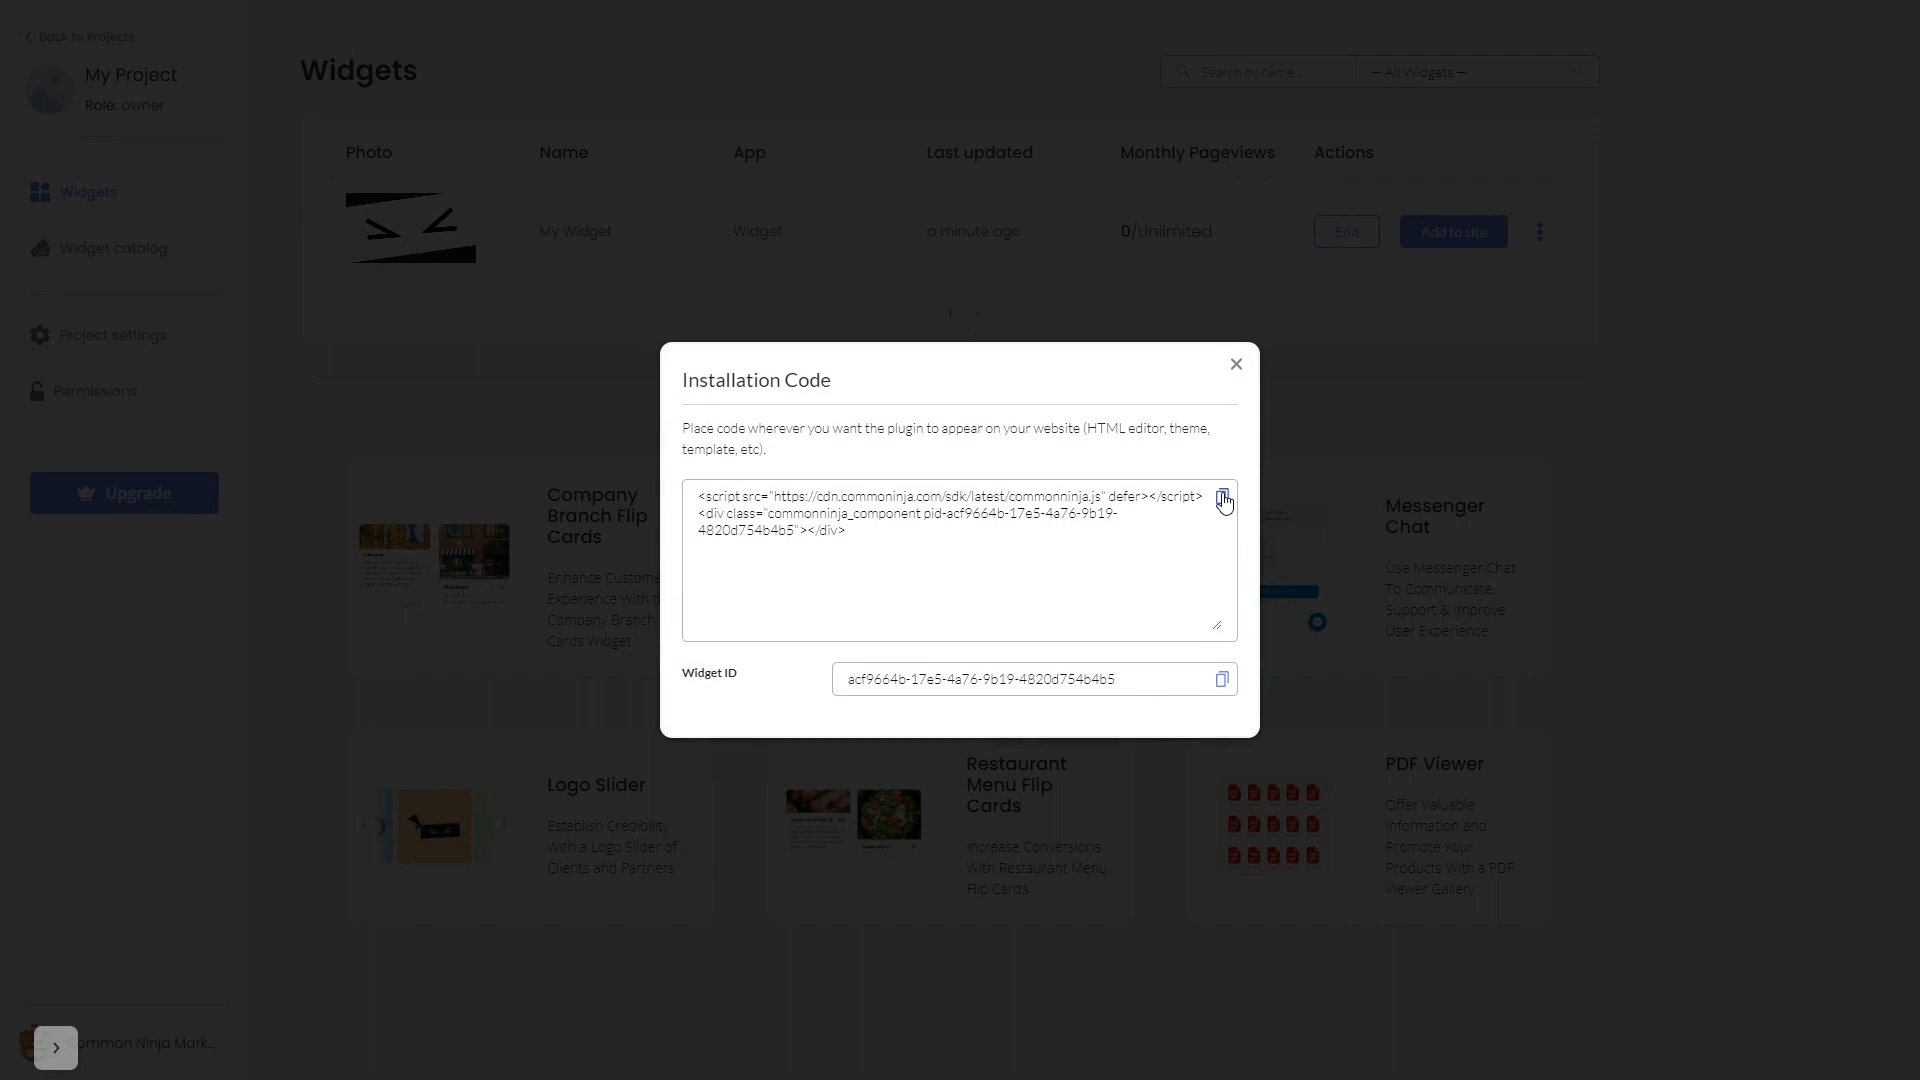 Back to Projects
My Project
Role: owner
Widgets
Widget catalog
Project settings
Permissions
Upgrade
Widgets
Search by name...
— All Widgets —
Photo Name App Last updated Monthly Pageviews Actions
My Widget Widget a minute ago 0/Unlimited Edit Add to site
1
Installation Code
Place code wherever you want the plugin to appear on your website (HTML editor, theme,
template, etc).
<script src="https://cdn.commoninja.com/sdk/latest/commonninja.js" defer></script>
<div class="commonninja_component pid-acf9664b-17e5-4a76-9b19-
4820d754b4b5"></div>
Widget ID
acf9664b-17e5-4a76-9b19-4820d754b4b5
Company
Branch Flip
Cards
Enhance Custome
Experience With t
Company Branch
Cards Widget
Messenger
Chat
Use Messenger Chat
To Communicate,
Support & Improve
User Experience
Logo Slider
Establish Credibility
With a Logo Slider of
Clients and Partners
Restaurant
Menu Flip
Cards
Increase Conversions
With Restaurant Menu
Flip Cards
PDF Viewer
Offer Valuable
Information and
Promote Your
Products With a PDF
Viewer Gallery
ommon Ninja Mark...